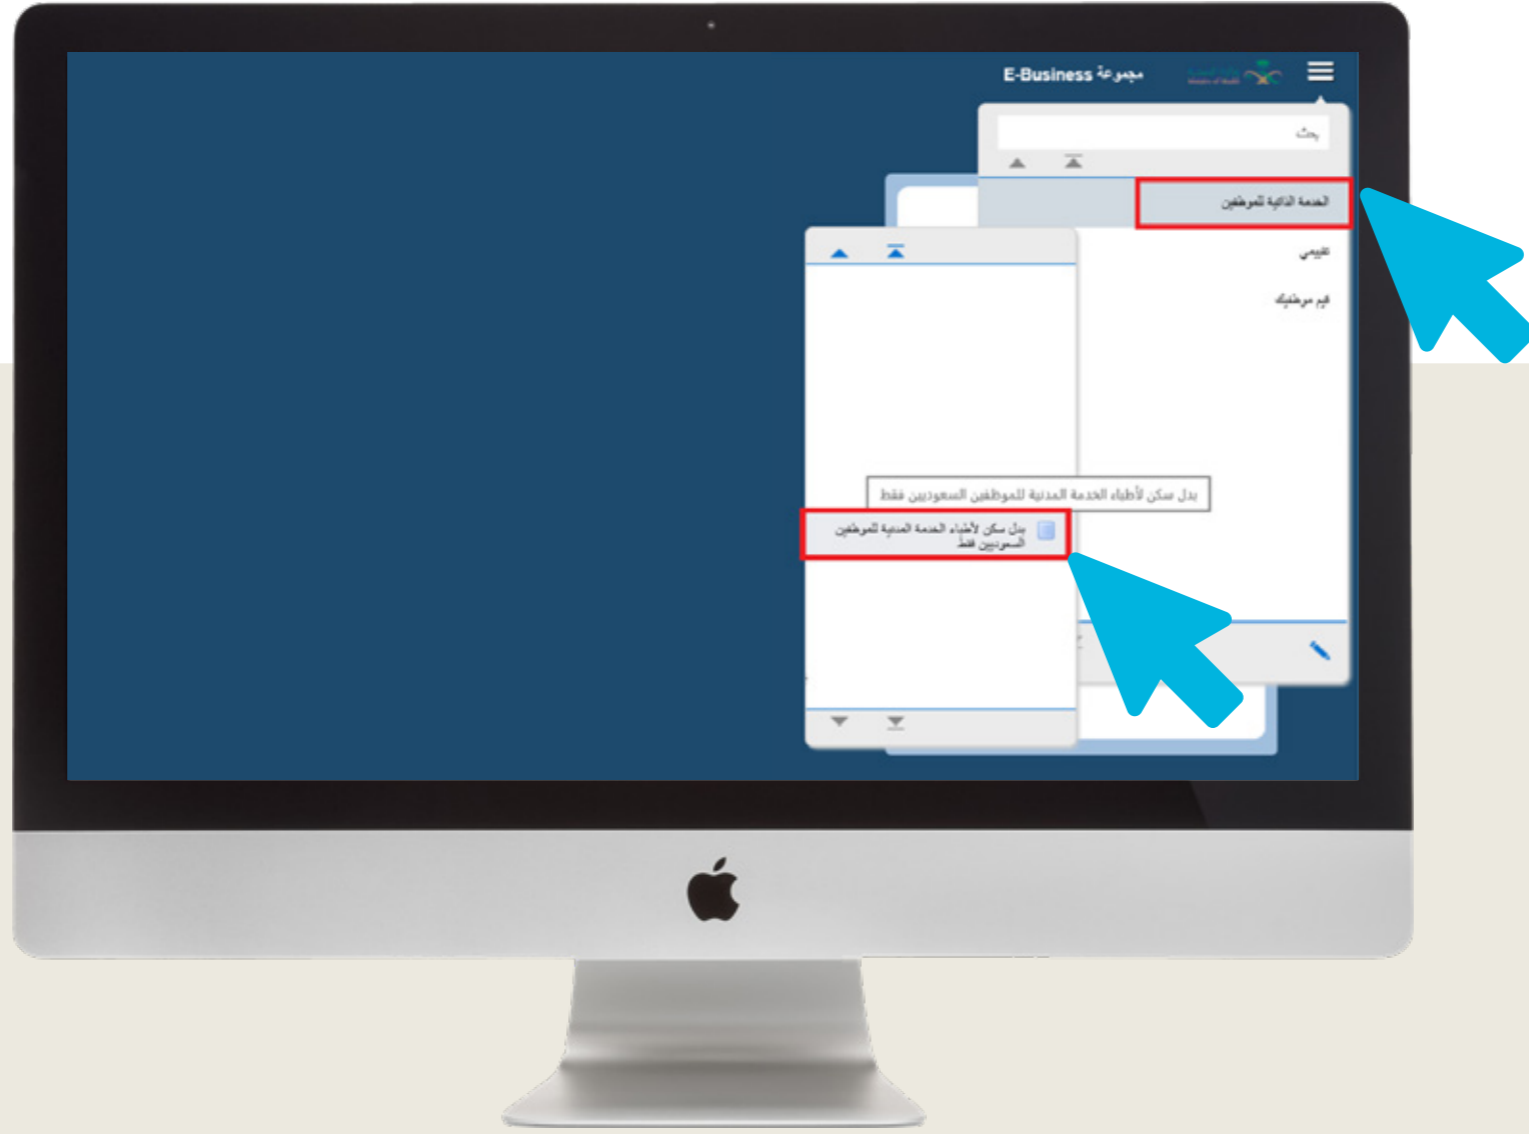 مجموعة E-Business
بحث
الخدمة الذاتية للموظفين
تقييمي
قيم موظفيك
بدل سكن لأطباء الخدمة المدنية للموظفين السعوديين فقط
بدل سكن لأطباء الخدمة المدنية للموظفين
السعوديين فقط